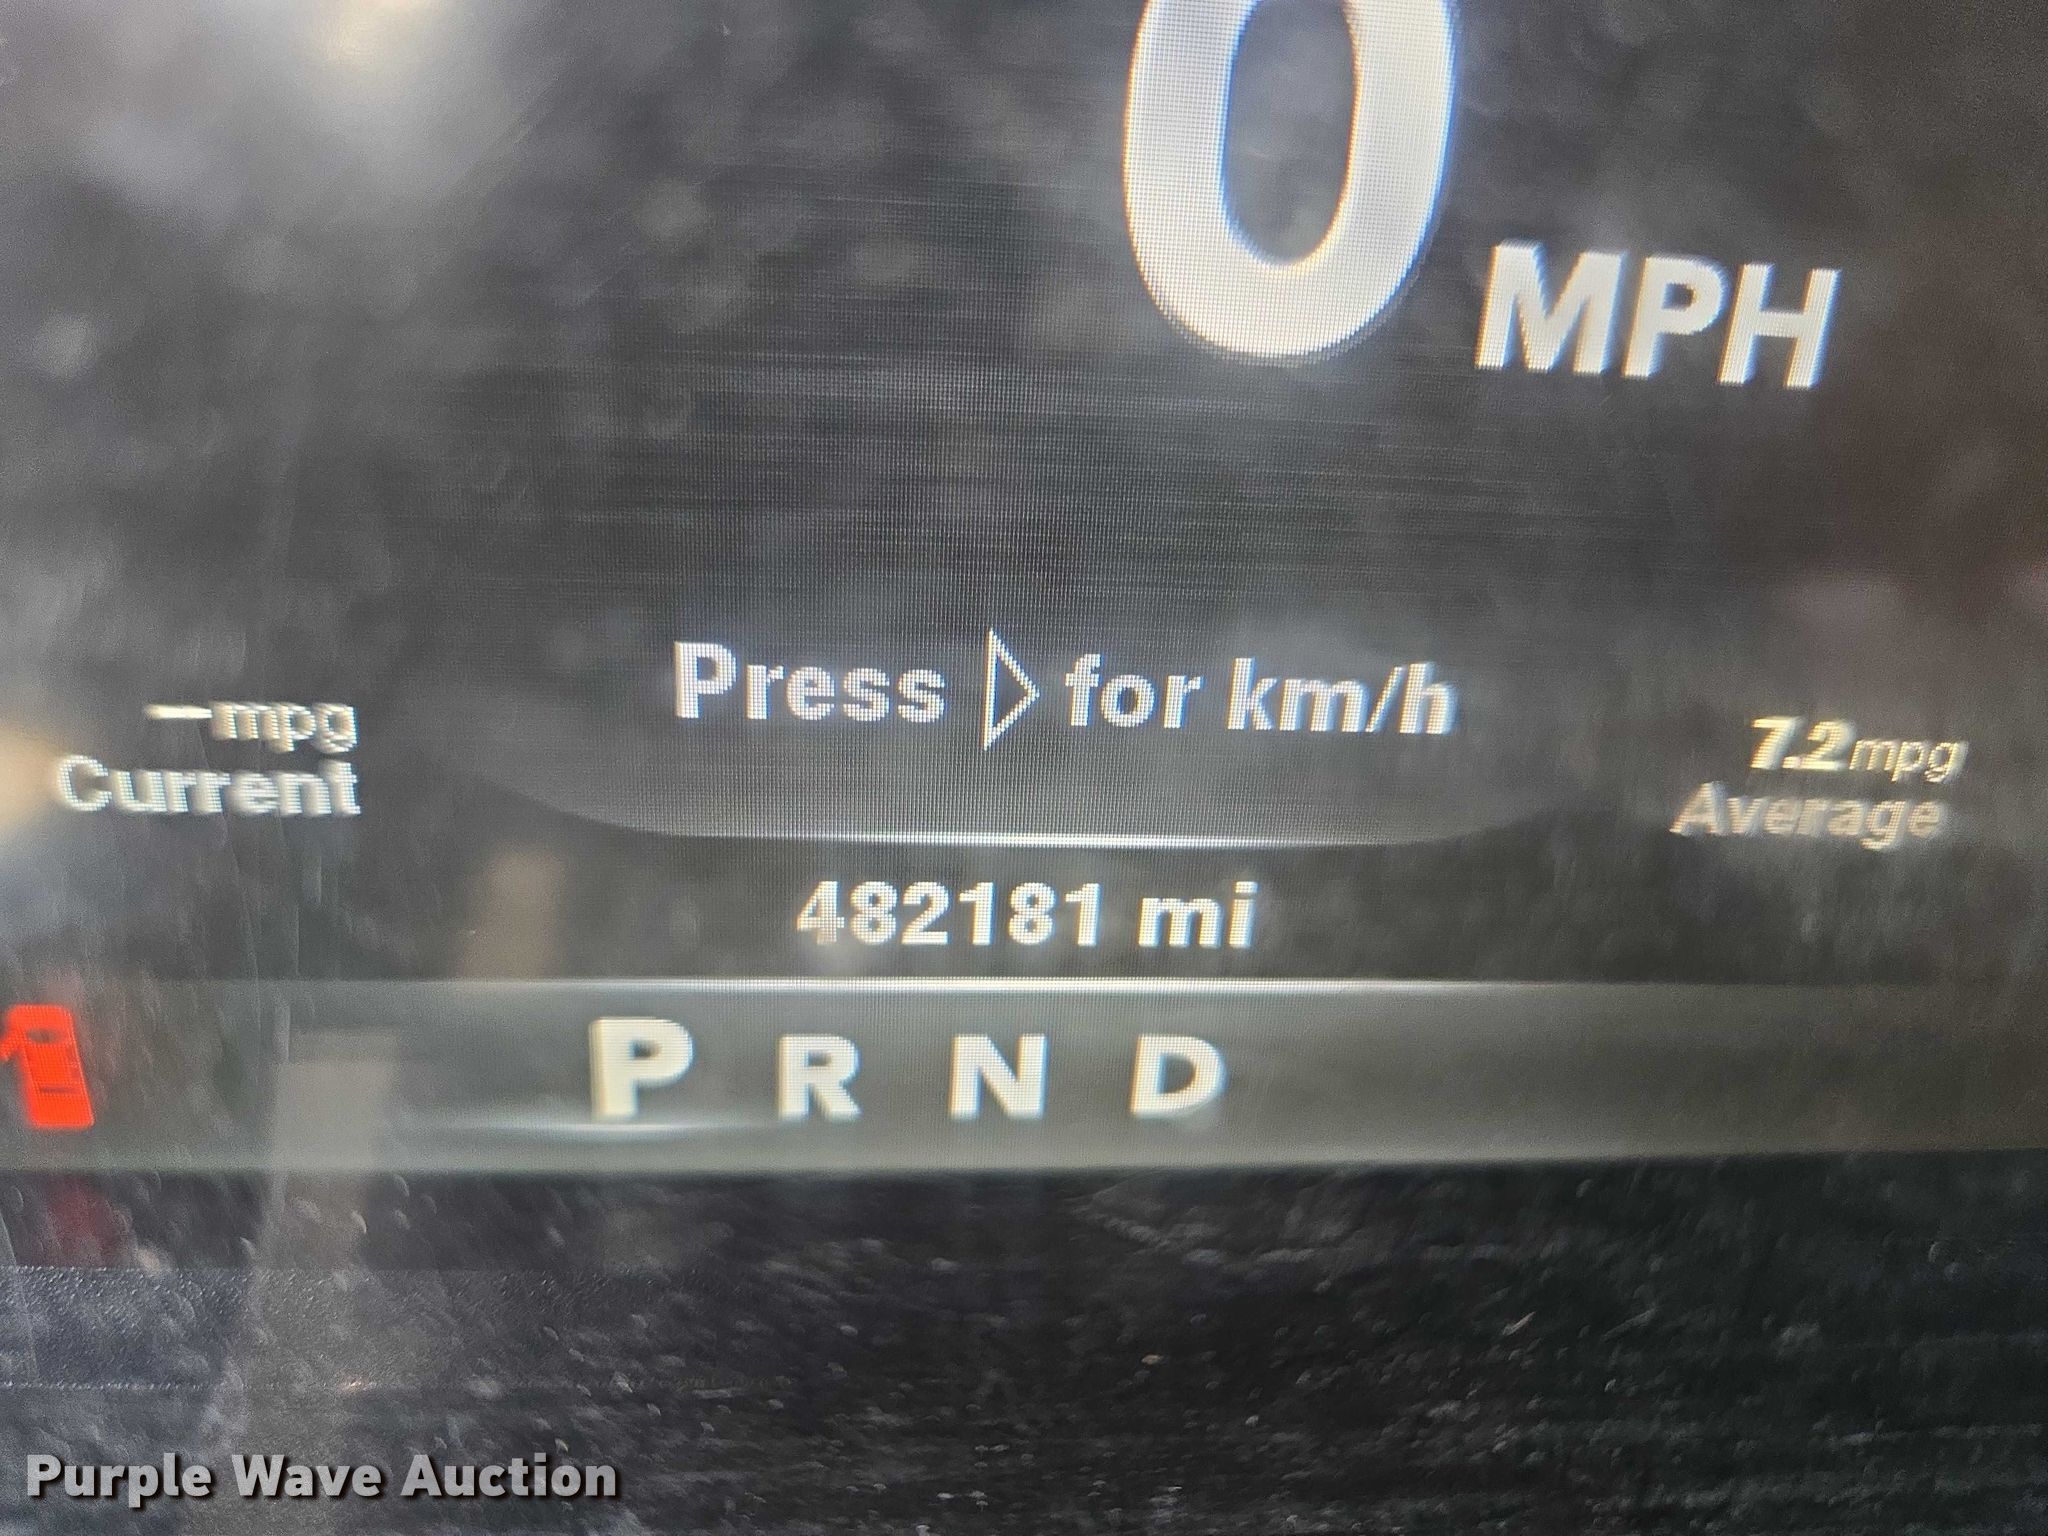 0 MPH
Press ▷ for km/h
--mpg
Current
7.2mpg
Average
482181 mi
P R N D
Purple Wave Auction